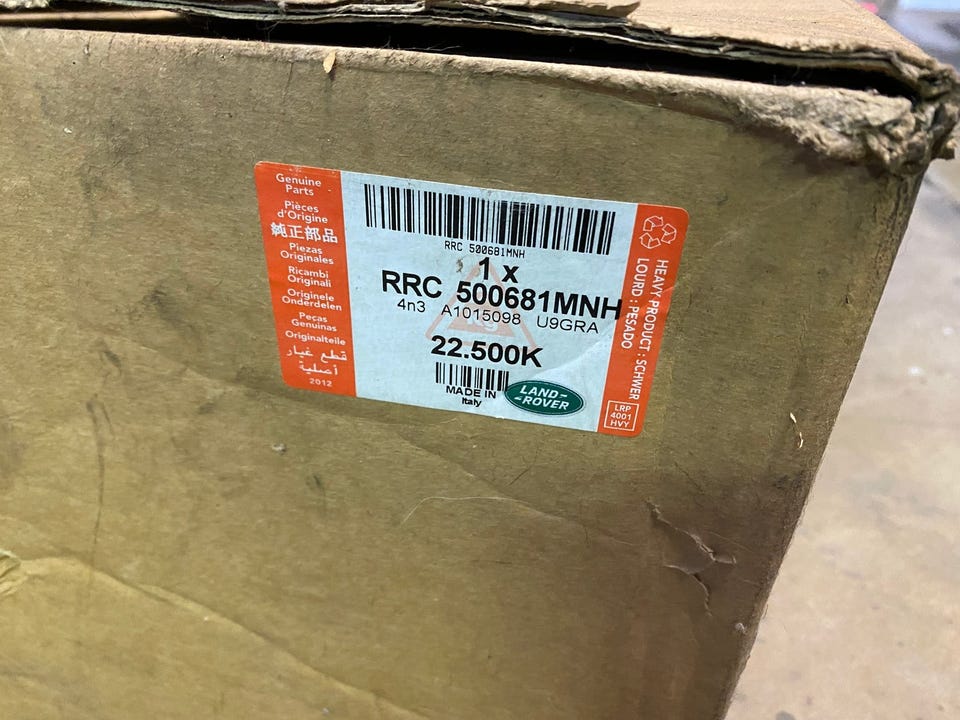 Genuine
Parts
Pièces
d'Origine
純正部品
Piezas
Originales
Ricambi
Originali
Originele
Onderdelen
Peças
Genuinas
Originalteile
قطع غيار
أصلية
2012
RRC 500681MNH
1 x
RRC 500681MNH
4n3 A1015098 U9GRA
Kg
22.500K
MADE IN
Italy
LAND-
-ROVER
HEAVY PRODUCT : SCHWER
LOURD : PESADO
LRP
4001
HVY